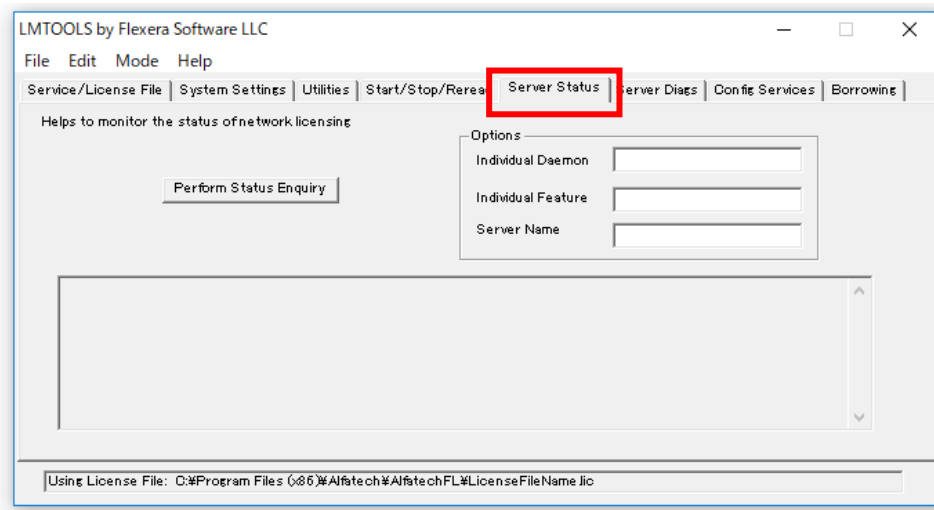 LMTOOLS by Flexera Software LLC
File Edit Mode Help
Service/License File System Settings Utilities Start/Stop/Reread Server Status Server Diags Config Services Borrowing
Helps to monitor the status of network licensing
Options
Individual Daemon
Perform Status Enquiry
Individual Feature
Server Name
Using License File: C:¥Program Files (x86)¥Alfatech¥AlfatechFL¥LicenseFileName.lic